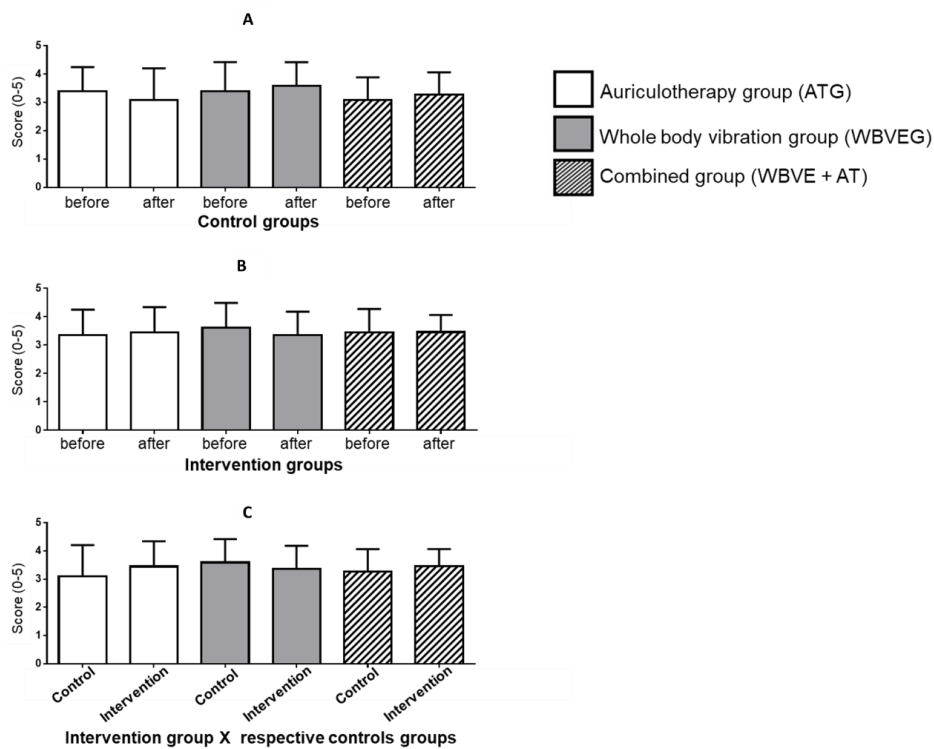 A
Score (0-5)
5
4
3
2
1
0
before after before after before after
Control groups
Auriculotherapy group (ATG)
Whole body vibration group (WBVEG)
Combined group (WBVE + AT)
B
Score (0-5)
5
4
3
2
1
0
before after before after before after
Intervention groups
C
Score (0-5)
5
4
3
2
1
0
Control Intervention Control Intervention Control Intervention
Intervention group X respective controls groups